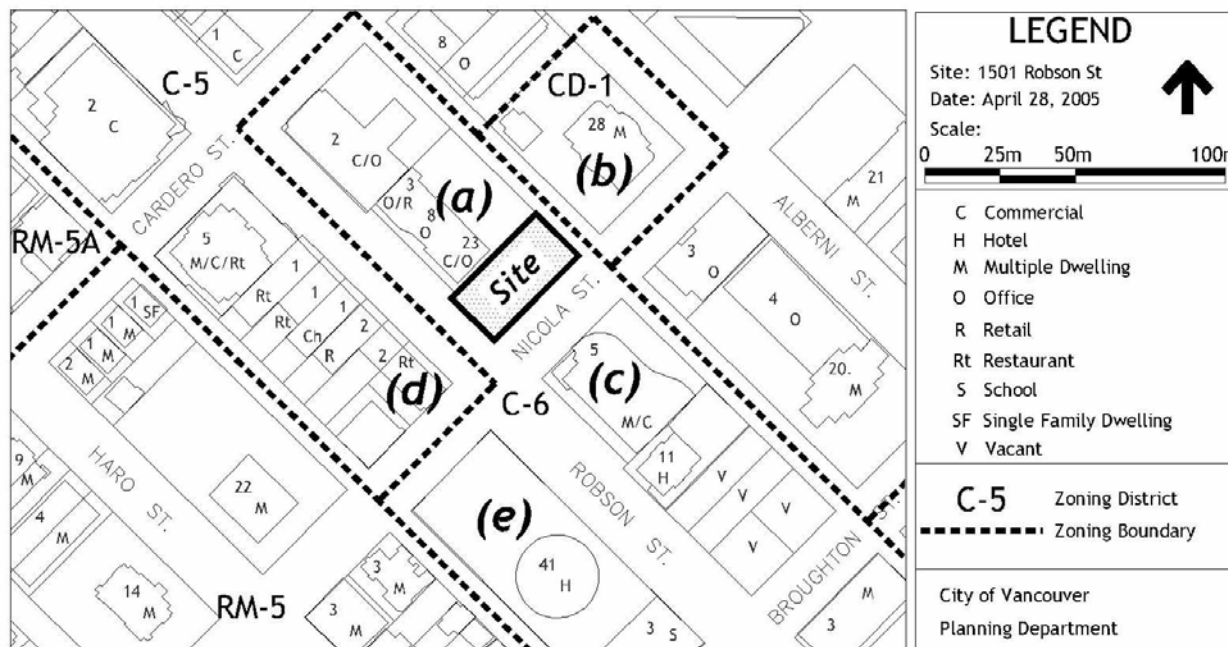 1
C
8
O
C-5
CD-1
2
C
28 M
2
C/O
(b)
CARDERO ST.
3
O/R
(a)
8
O
23
C/O
21
M
ALBERNI ST.
RM-5A
5
M/C/Rt
Site
3
O
1
Rt
1
Rt
1
Ch
1
R
2
2
Rt
NICOLA ST.
4
O
1
SF
1
M
1
M
2
M
(d)
C-6
5
(c)
M/C
20.
M
HARO ST.
9
M
4
M
22
M
(e)
ROBSON ST.
11
H
V
V
V
V
BROUGHTON ST.
14
M
RM-5
3
M
3
M
41
H
3 S
M
3
LEGEND
Site: 1501 Robson St
Date: April 28, 2005
Scale:
0 25m 50m 100m
C Commercial
H Hotel
M Multiple Dwelling
O Office
R Retail
Rt Restaurant
S School
SF Single Family Dwelling
V Vacant
C-5 Zoning District
Zoning Boundary
City of Vancouver
Planning Department